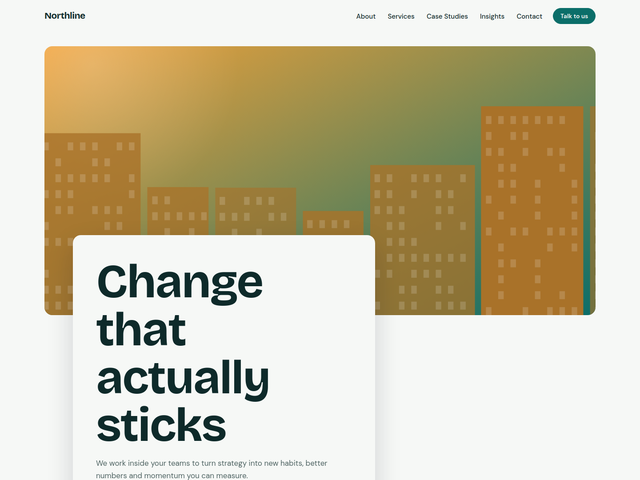 Northline
About
Services
Case Studies
Insights
Contact
Talk to us
Change
that
actually
sticks
We work inside your teams to turn strategy into new habits, better
numbers and momentum you can measure.